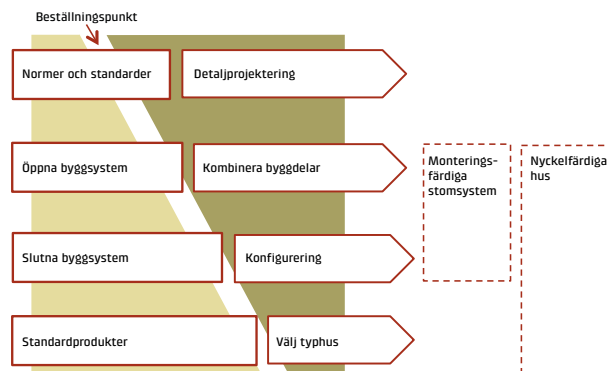 Beställningspunkt
Normer och standarder
Detaljprojektering
Öppna byggsystem
Kombinera byggdelar
Monterings-
färdiga
stomsystem
Nyckelfärdiga
hus
Slutna byggsystem
Konfigurering
Standardprodukter
Välj typhus